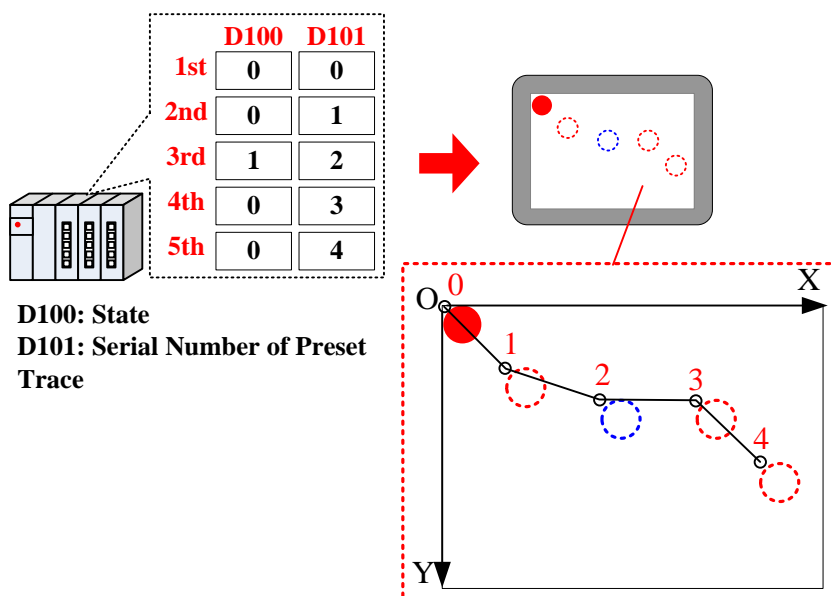 D100 D101
1st 0 0
2nd 0 1
3rd 1 2
4th 0 3
5th 0 4
D100: State
D101: Serial Number of Preset
Trace
0 X
O
1
2 3
4
Y